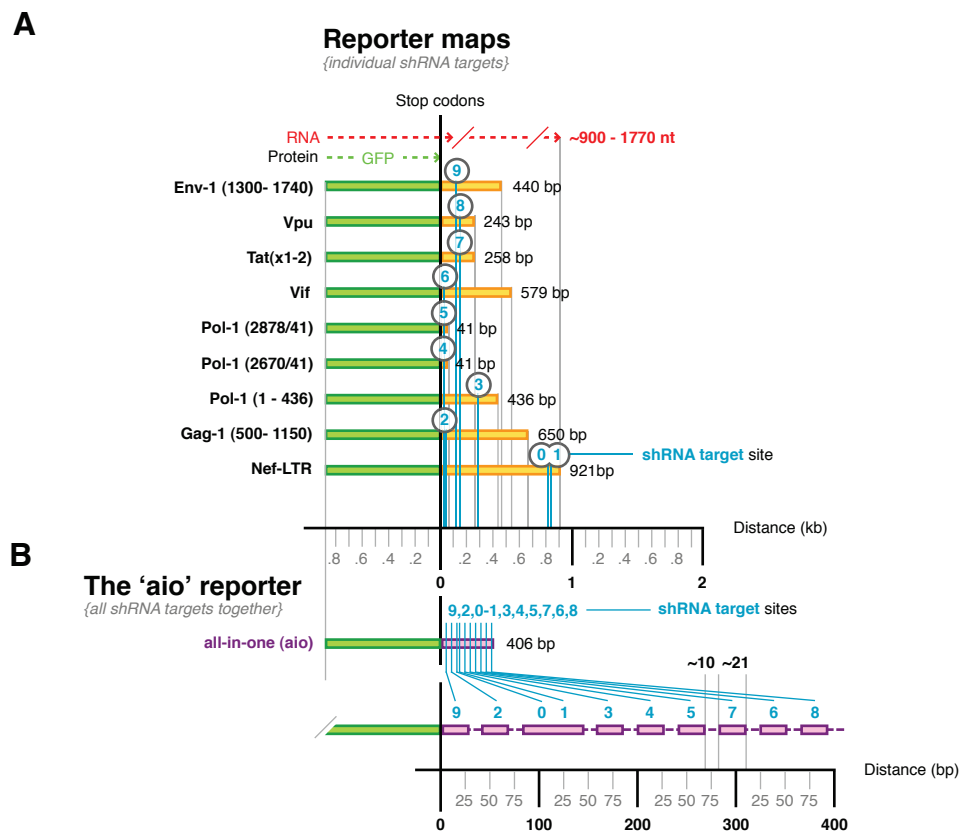 A
Reporter maps
{individual shRNA targets}
Stop codons
RNA
~900 - 1770 nt
Protein
GFP
9
Env-1 (1300- 1740)
440 bp
8
Vpu
243 bp
7
Tat(x1-2)
258 bp
6
Vif
579 bp
5
Pol-1 (2878/41)
41 bp
4
Pol-1 (2670/41)
41 bp
3
Pol-1 (1 - 436)
436 bp
2
Gag-1 (500- 1150)
650 bp
0 1
shRNA target site
Nef-LTR
921bp
Distance (kb)
.8 .6 .4 .2 .2 .4 .6 .8 .2 .4 .6 .8
0 1 2
B
The ‘aio’ reporter
{all shRNA targets together}
9,2,0-1,3,4,5,7,6,8
shRNA target sites
all-in-one (aio)
406 bp
~10 ~21
9 2 0 1 3 4 5 7 6 8
Distance (bp)
25 50 75 25 50 75 25 50 75 25 50 75
0 100 200 300 400